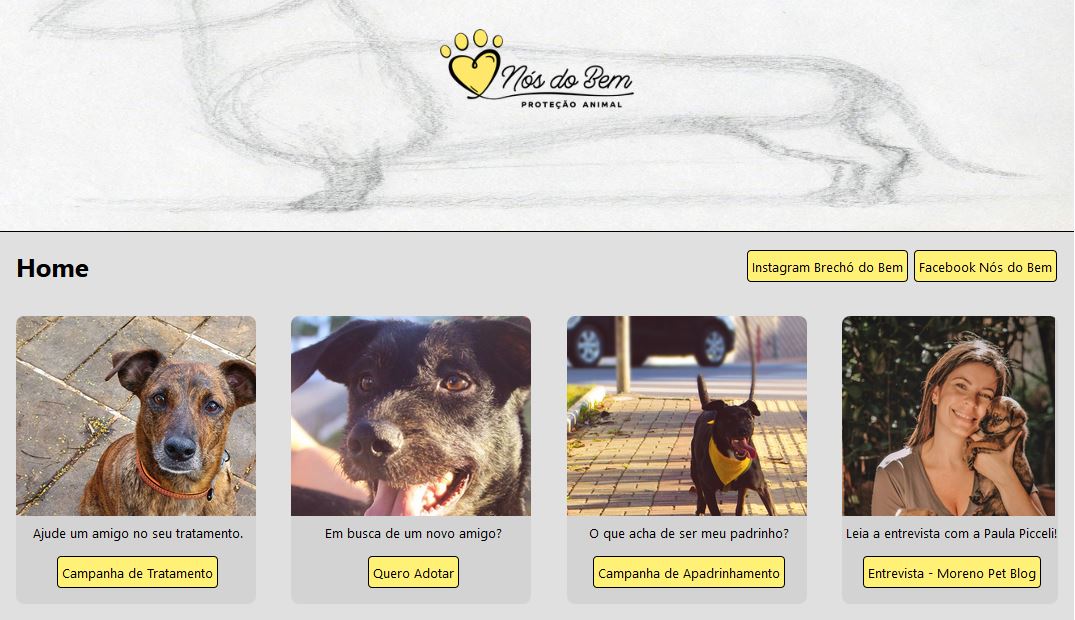 Nós do Bem
PROTEÇÃO ANIMAL
Home
Instagram Brechó do Bem
Facebook Nós do Bem
Ajude um amigo no seu tratamento.
Campanha de Tratamento
Em busca de um novo amigo?
Quero Adotar
O que acha de ser meu padrinho?
Campanha de Apadrinhamento
Leia a entrevista com a Paula Picceli!
Entrevista - Moreno Pet Blog